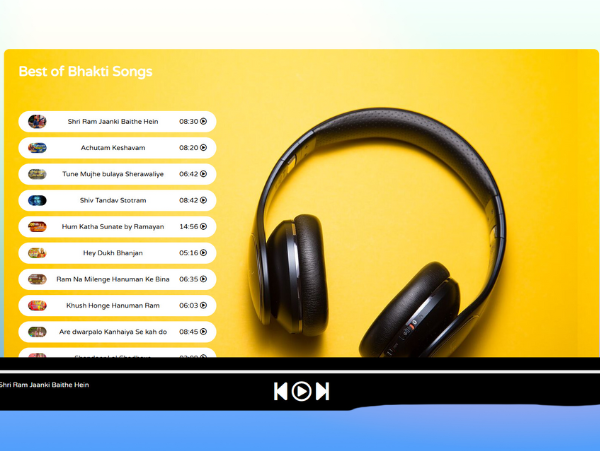 Best of Bhakti Songs
Shri Ram Jaanki Baithe Hein 08:30
Achutam Keshavam 08:20
Tune Mujhe bulaya Sherawaliye 06:42
Shiv Tandav Stotram 08:42
Hum Katha Sunate by Ramayan 14:56
Hey Dukh Bhanjan 05:16
Ram Na Milenge Hanuman Ke Bina 06:35
Khush Honge Hanuman Ram 06:03
Are dwarpalo Kanhaiya Se kah do 08:45
Shri Ram Jaanki Baithe Hein